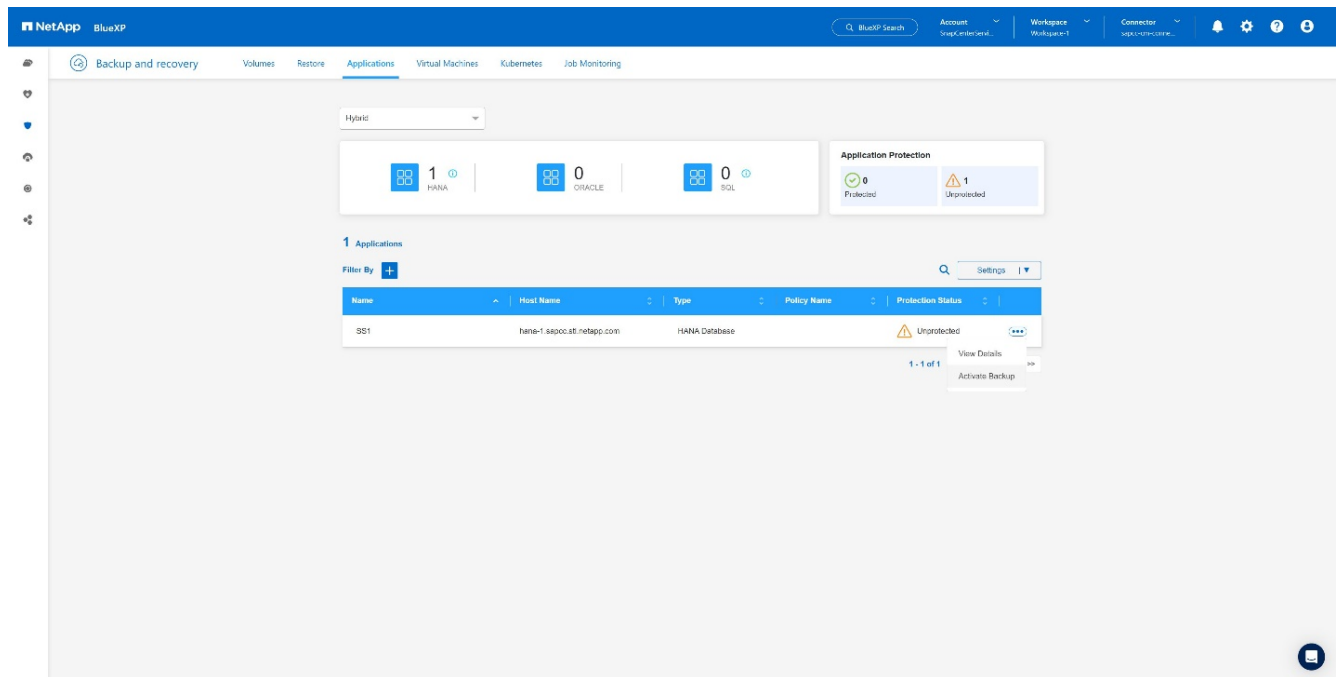 NetApp BlueXP
BlueXP Search
Account
SnapCenterServi...
Workspace
Workspace-1
Connector
sapcc-cm-conne...
Backup and recovery
Volumes
Restore
Applications
Virtual Machines
Kubernetes
Job Monitoring
Hybrid
1
HANA
0
ORACLE
0
SQL
Application Protection
0
Protected
1
Unprotected
1 Applications
Filter By
Settings
Name
Host Name
Type
Policy Name
Protection Status
SS1
hana-1.sapcc.stl.netapp.com
HANA Database
Unprotected
View Details
1 - 1 of 1
>>
Activate Backup